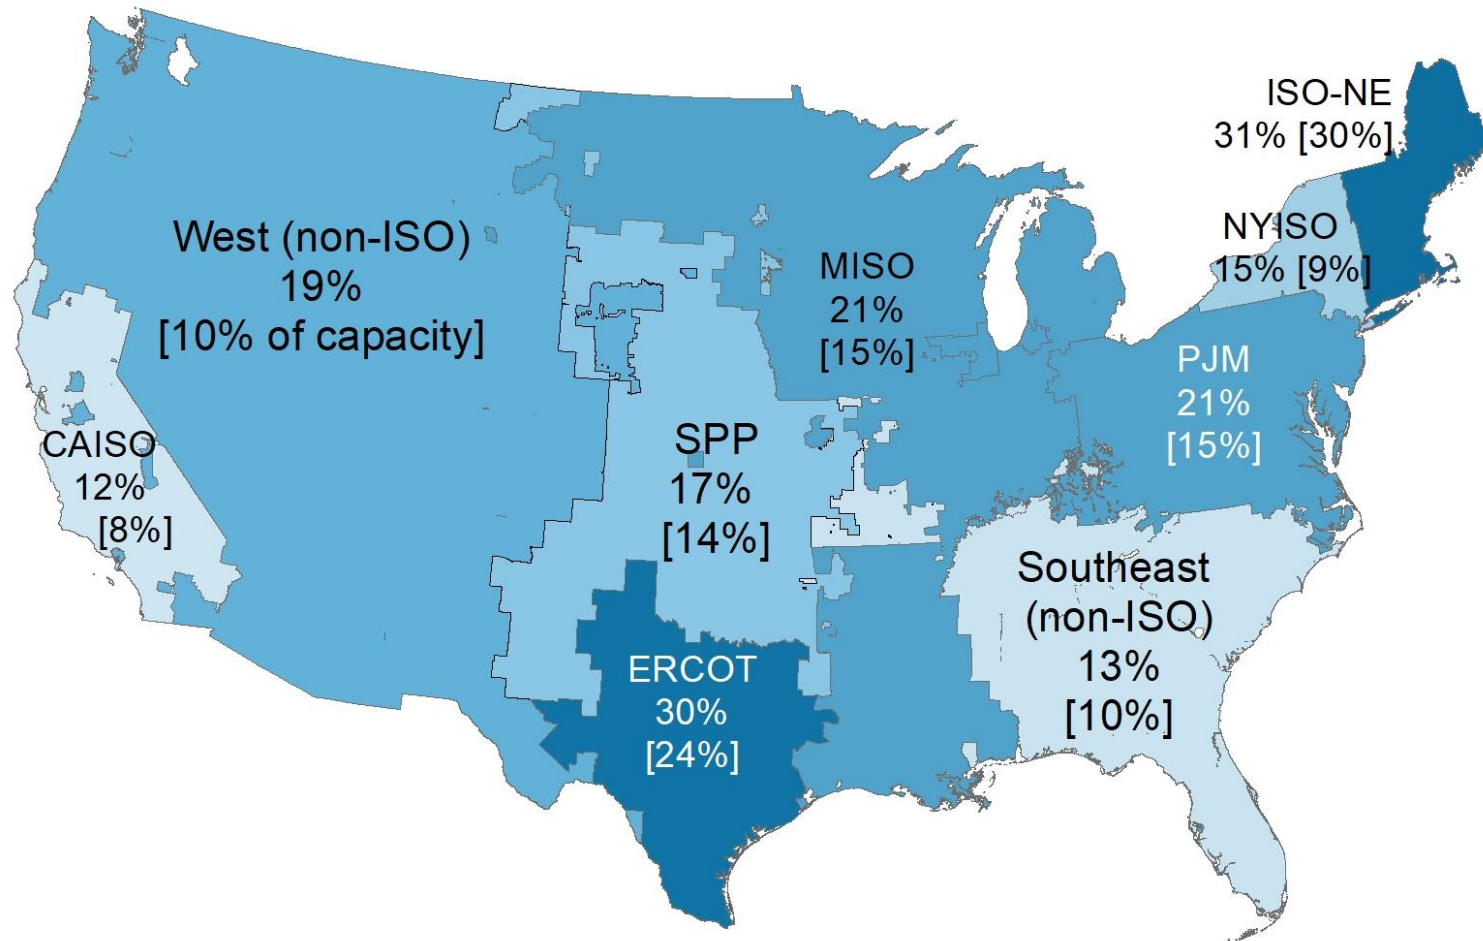 ISO-NE
31% [30%]
West (non-ISO)
19%
[10% of capacity]
MISO
21%
[15%]
NYISO
15% [9%]
PJM
21%
[15%]
CAISO
12%
[8%]
SPP
17%
[14%]
Southeast
(non-ISO)
13%
[10%]
ERCOT
30%
[24%]